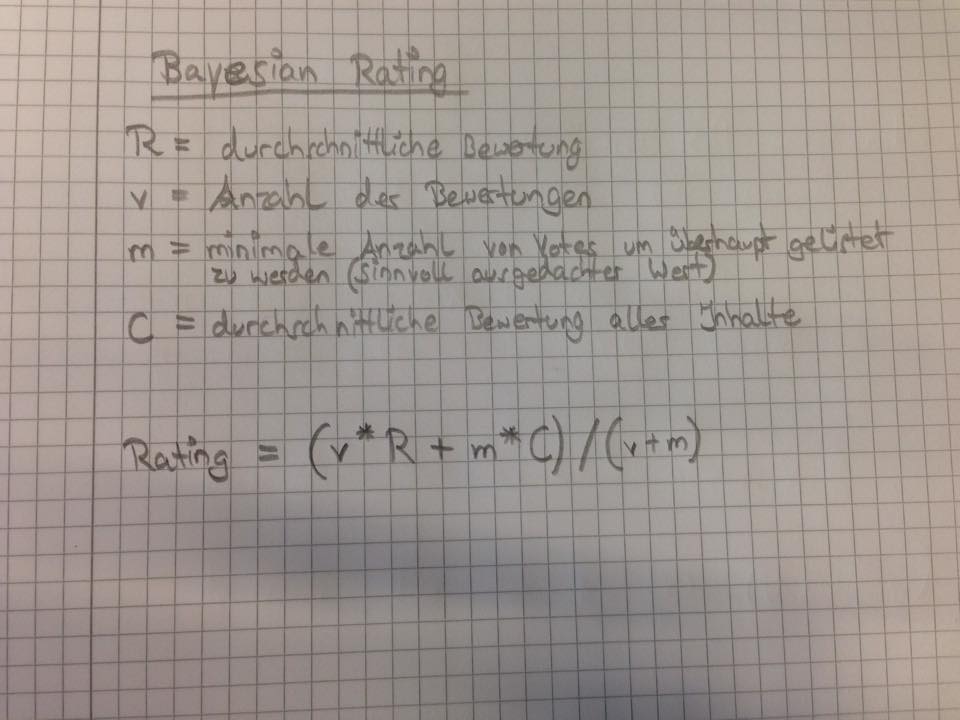 Bayesian Rating
R = durchschnittliche Bewertung
v = Anzahl der Bewertungen
m = minimale Anzahl von Votes um überhaupt gelistet
zu werden (sinnvoll ausgedachter Wert)
C = durchschnittliche Bewertung aller Inhalte
Rating = (v * R + m * C) / (v + m)